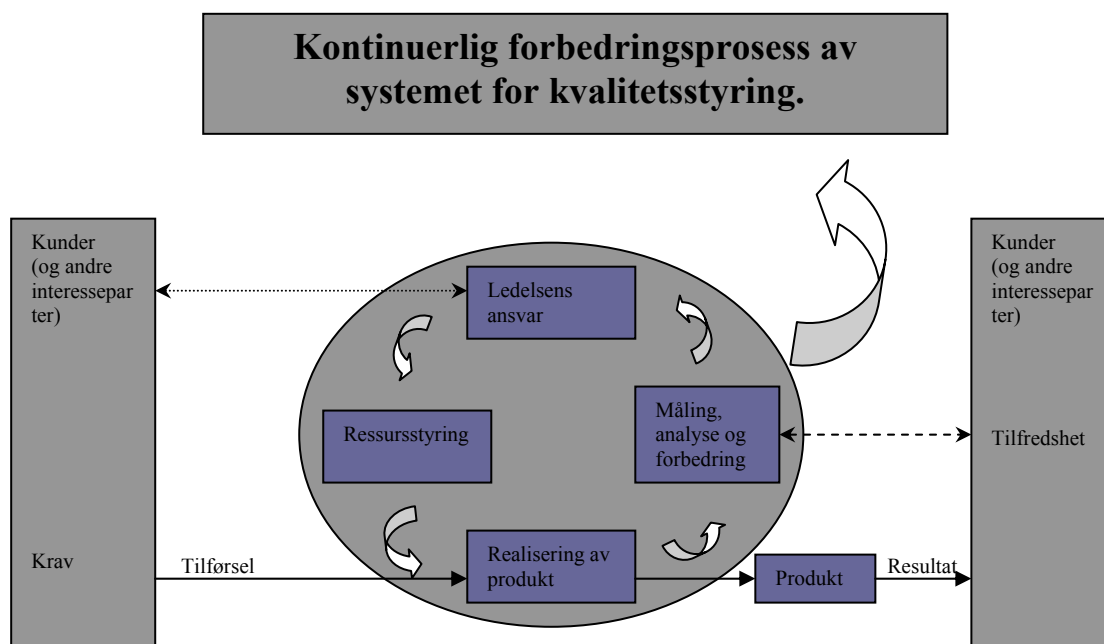 Kontinuerlig forbedringsprosess av
systemet for kvalitetsstyring.
Kunder
(og andre
interessepar
ter)
Krav
Ledelsens
ansvar
Ressursstyring
Måling,
analyse og
forbedring
Realisering av
produkt
Tilførsel
Produkt
Resultat
Kunder
(og andre
interessepar
ter)
Tilfredshet